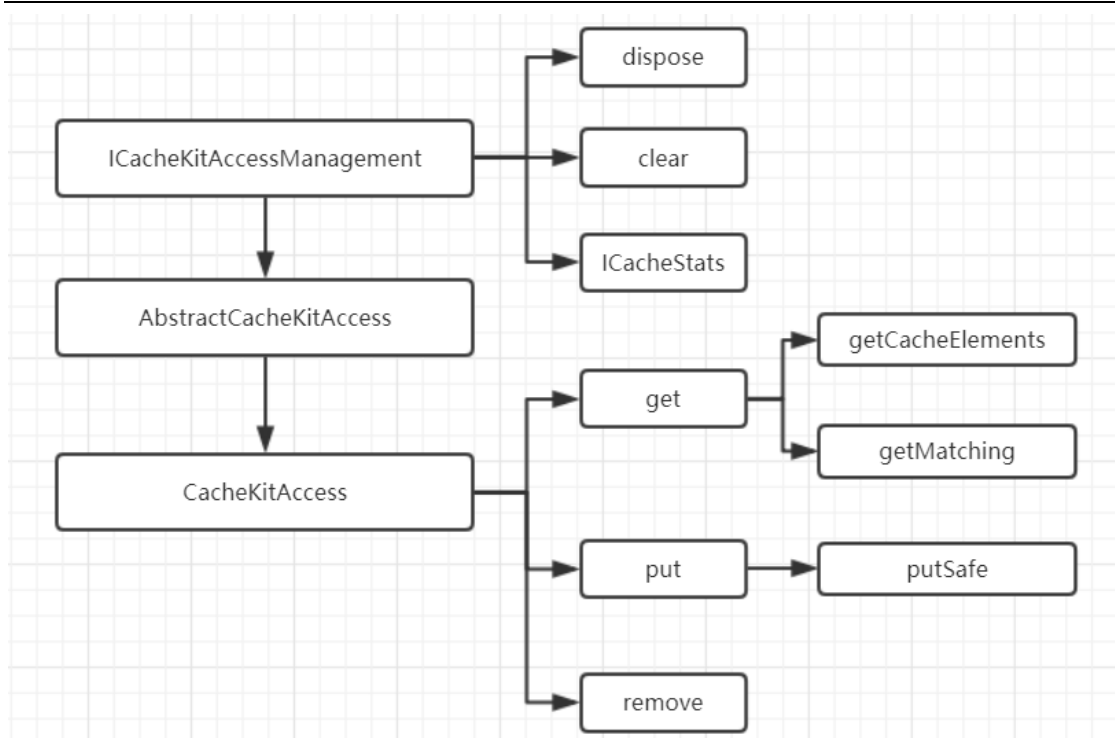 dispose
ICacheKitAccessManagement
clear
ICacheStats
AbstractCacheKitAccess
getCacheElements
get
getMatching
CacheKitAccess
put
putSafe
remove